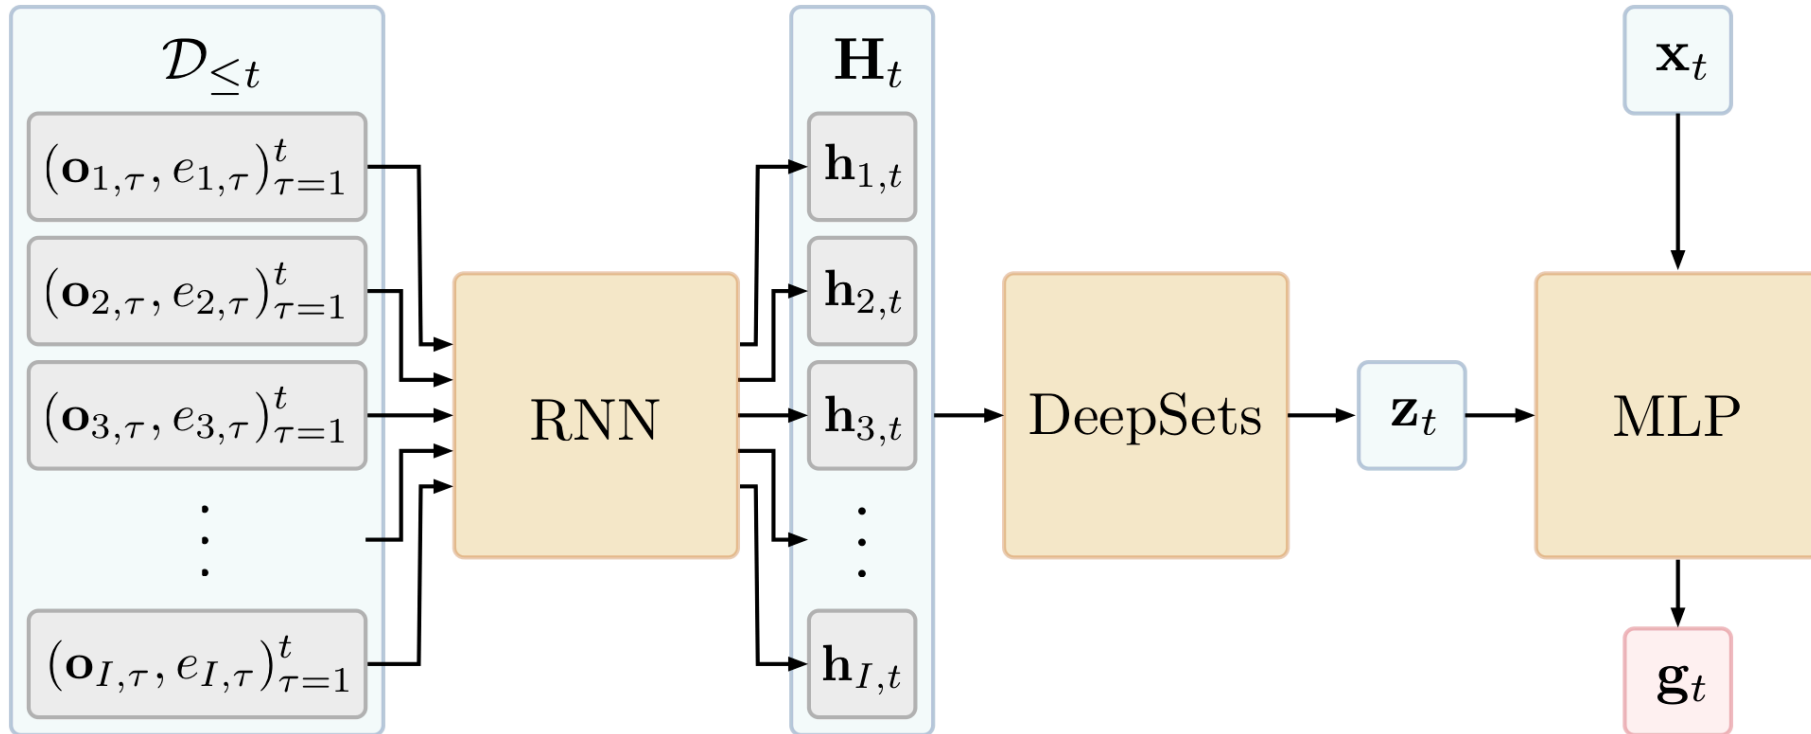 𝒟≤t
(o1,τ, e1,τ)ᵗτ=1
(o2,τ, e2,τ)ᵗτ=1
(o3,τ, e3,τ)ᵗτ=1
⋮
(oI,τ, eI,τ)ᵗτ=1
RNN
Ht
h1,t
h2,t
h3,t
⋮
hI,t
DeepSets
zt
xt
MLP
gt